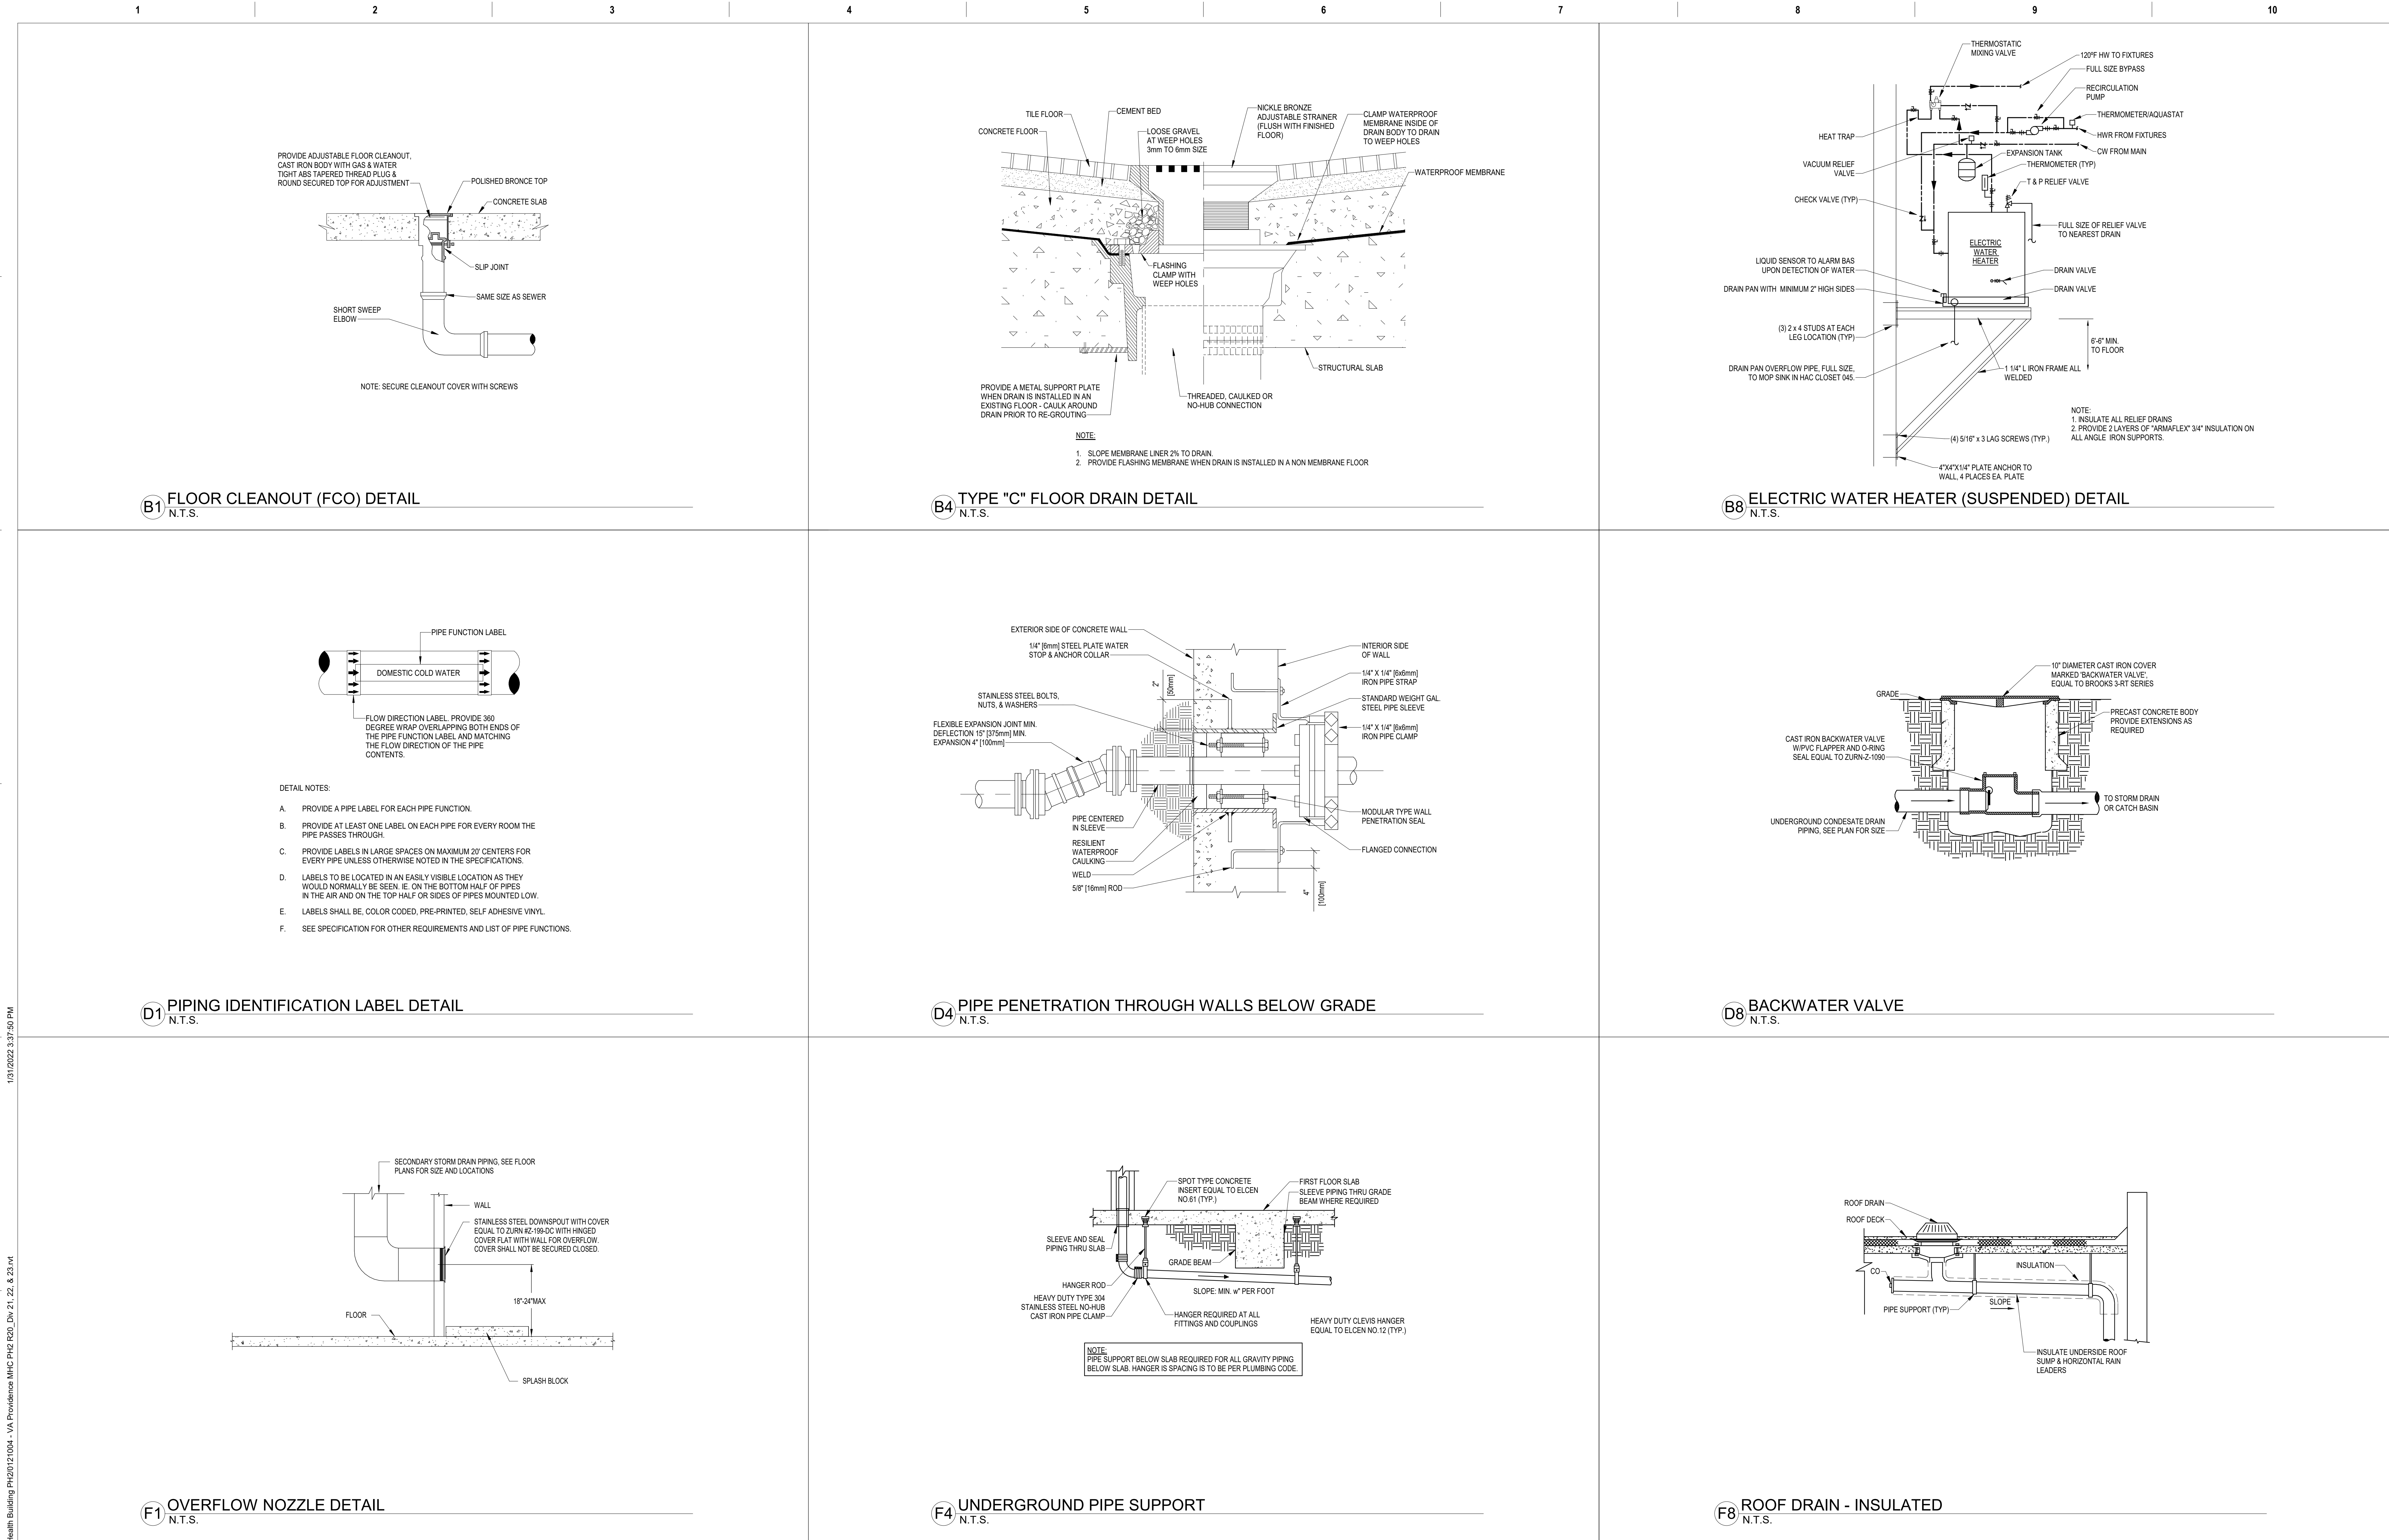 1 2 3 4 5 6 7 8 9 10
PROVIDE ADJUSTABLE FLOOR CLEANOUT,
CAST IRON BODY WITH GAS & WATER
TIGHT ABS TAPERED THREAD PLUG &
ROUND SECURED TOP FOR ADJUSTMENT
POLISHED BRONCE TOP
CONCRETE SLAB
SLIP JOINT
SAME SIZE AS SEWER
SHORT SWEEP
ELBOW
NOTE: SECURE CLEANOUT COVER WITH SCREWS
B1 FLOOR CLEANOUT (FCO) DETAIL
N.T.S.
TILE FLOOR
CEMENT BED
CONCRETE FLOOR
LOOSE GRAVEL
AT WEEP HOLES
3mm TO 6mm SIZE
NICKLE BRONZE
ADJUSTABLE STRAINER
(FLUSH WITH FINISHED
FLOOR)
CLAMP WATERPROOF
MEMBRANE INSIDE OF
DRAIN BODY TO DRAIN
TO WEEP HOLES
WATERPROOF MEMBRANE
FLASHING
CLAMP WITH
WEEP HOLES
STRUCTURAL SLAB
PROVIDE A METAL SUPPORT PLATE
WHEN DRAIN IS INSTALLED IN AN
EXISTING FLOOR - CAULK AROUND
DRAIN PRIOR TO RE-GROUTING
THREADED, CAULKED OR
NO-HUB CONNECTION
NOTE:
1. SLOPE MEMBRANE LINER 2% TO DRAIN.
2. PROVIDE FLASHING MEMBRANE WHEN DRAIN IS INSTALLED IN A NON MEMBRANE FLOOR
B4 TYPE "C" FLOOR DRAIN DETAIL
N.T.S.
THERMOSTATIC
MIXING VALVE
120°F HW TO FIXTURES
FULL SIZE BYPASS
RECIRCULATION
PUMP
THERMOMETER/AQUASTAT
HEAT TRAP
HWR FROM FIXTURES
CW FROM MAIN
EXPANSION TANK
THERMOMETER (TYP)
VACUUM RELIEF
VALVE
T & P RELIEF VALVE
CHECK VALVE (TYP)
FULL SIZE OF RELIEF VALVE
TO NEAREST DRAIN
ELECTRIC
WATER
HEATER
LIQUID SENSOR TO ALARM BAS
UPON DETECTION OF WATER
DRAIN VALVE
DRAIN PAN WITH MINIMUM 2" HIGH SIDES
DRAIN VALVE
(3) 2 x 4 STUDS AT EACH
LEG LOCATION (TYP)
6'-6" MIN.
TO FLOOR
DRAIN PAN OVERFLOW PIPE, FULL SIZE,
TO MOP SINK IN HAC CLOSET 045.
1 1/4" L IRON FRAME ALL
WELDED
NOTE:
1. INSULATE ALL RELIEF DRAINS
2. PROVIDE 2 LAYERS OF "ARMAFLEX" 3/4" INSULATION ON
ALL ANGLE IRON SUPPORTS.
(4) 5/16" x 3 LAG SCREWS (TYP.)
4"X4"X1/4" PLATE ANCHOR TO
WALL, 4 PLACES EA. PLATE
B8 ELECTRIC WATER HEATER (SUSPENDED) DETAIL
N.T.S.
PIPE FUNCTION LABEL
DOMESTIC COLD WATER
FLOW DIRECTION LABEL. PROVIDE 360
DEGREE WRAP OVERLAPPING BOTH ENDS OF
THE PIPE FUNCTION LABEL AND MATCHING
THE FLOW DIRECTION OF THE PIPE
CONTENTS.
DETAIL NOTES:
A. PROVIDE A PIPE LABEL FOR EACH PIPE FUNCTION.
B. PROVIDE AT LEAST ONE LABEL ON EACH PIPE FOR EVERY ROOM THE
PIPE PASSES THROUGH.
C. PROVIDE LABELS IN LARGE SPACES ON MAXIMUM 20' CENTERS FOR
EVERY PIPE UNLESS OTHERWISE NOTED IN THE SPECIFICATIONS.
D. LABELS TO BE LOCATED IN AN EASILY VISIBLE LOCATION AS THEY
WOULD NORMALLY BE SEEN. IE. ON THE BOTTOM HALF OF PIPES
IN THE AIR AND ON THE TOP HALF OR SIDES OF PIPES MOUNTED LOW.
E. LABELS SHALL BE, COLOR CODED, PRE-PRINTED, SELF ADHESIVE VINYL.
F. SEE SPECIFICATION FOR OTHER REQUIREMENTS AND LIST OF PIPE FUNCTIONS.
D1 PIPING IDENTIFICATION LABEL DETAIL
N.T.S.
EXTERIOR SIDE OF CONCRETE WALL
1/4" [6mm] STEEL PLATE WATER
STOP & ANCHOR COLLAR
2"
[50mm]
STAINLESS STEEL BOLTS,
NUTS, & WASHERS
FLEXIBLE EXPANSION JOINT MIN.
DEFLECTION 15" [375mm] MIN.
EXPANSION 4" [100mm]
INTERIOR SIDE
OF WALL
1/4" X 1/4" [6x6mm]
IRON PIPE STRAP
STANDARD WEIGHT GAL.
STEEL PIPE SLEEVE
1/4" X 1/4" [6x6mm]
IRON PIPE CLAMP
PIPE CENTERED
IN SLEEVE
RESILIENT
WATERPROOF
CAULKING
WELD
5/8" [16mm] ROD
MODULAR TYPE WALL
PENETRATION SEAL
FLANGED CONNECTION
4"
[100mm]
D4 PIPE PENETRATION THROUGH WALLS BELOW GRADE
N.T.S.
10" DIAMETER CAST IRON COVER
MARKED 'BACKWATER VALVE',
EQUAL TO BROOKS 3-RT SERIES
GRADE
PRECAST CONCRETE BODY
PROVIDE EXTENSIONS AS
REQUIRED
CAST IRON BACKWATER VALVE
W/PVC FLAPPER AND O-RING
SEAL EQUAL TO ZURN-Z-1090
TO STORM DRAIN
OR CATCH BASIN
UNDERGROUND CONDESATE DRAIN
PIPING, SEE PLAN FOR SIZE
D8 BACKWATER VALVE
N.T.S.
SECONDARY STORM DRAIN PIPING, SEE FLOOR
PLANS FOR SIZE AND LOCATIONS
WALL
STAINLESS STEEL DOWNSPOUT WITH COVER
EQUAL TO ZURN #Z-199-DC WITH HINGED
COVER FLAT WITH WALL FOR OVERFLOW.
COVER SHALL NOT BE SECURED CLOSED.
18"-24"MAX
FLOOR
SPLASH BLOCK
F1 OVERFLOW NOZZLE DETAIL
N.T.S.
SPOT TYPE CONCRETE
INSERT EQUAL TO ELCEN
NO.61 (TYP.)
FIRST FLOOR SLAB
SLEEVE PIPING THRU GRADE
BEAM WHERE REQUIRED
SLEEVE AND SEAL
PIPING THRU SLAB
GRADE BEAM
HANGER ROD
SLOPE: MIN. w" PER FOOT
HEAVY DUTY TYPE 304
STAINLESS STEEL NO-HUB
CAST IRON PIPE CLAMP
HANGER REQUIRED AT ALL
FITTINGS AND COUPLINGS
HEAVY DUTY CLEVIS HANGER
EQUAL TO ELCEN NO.12 (TYP.)
NOTE:
PIPE SUPPORT BELOW SLAB REQUIRED FOR ALL GRAVITY PIPING
BELOW SLAB. HANGER IS SPACING IS TO BE PER PLUMBING CODE.
F4 UNDERGROUND PIPE SUPPORT
N.T.S.
ROOF DRAIN
ROOF DECK
CO
INSULATION
PIPE SUPPORT (TYP)
SLOPE
INSULATE UNDERSIDE ROOF
SUMP & HORIZONTAL RAIN
LEADERS
F8 ROOF DRAIN - INSULATED
N.T.S.
1/31/2022 3:37:50 PM
Health Building PH2/0121004 - VA Providence MHC PH2 R20_Div 21, 22, & 23.rvt